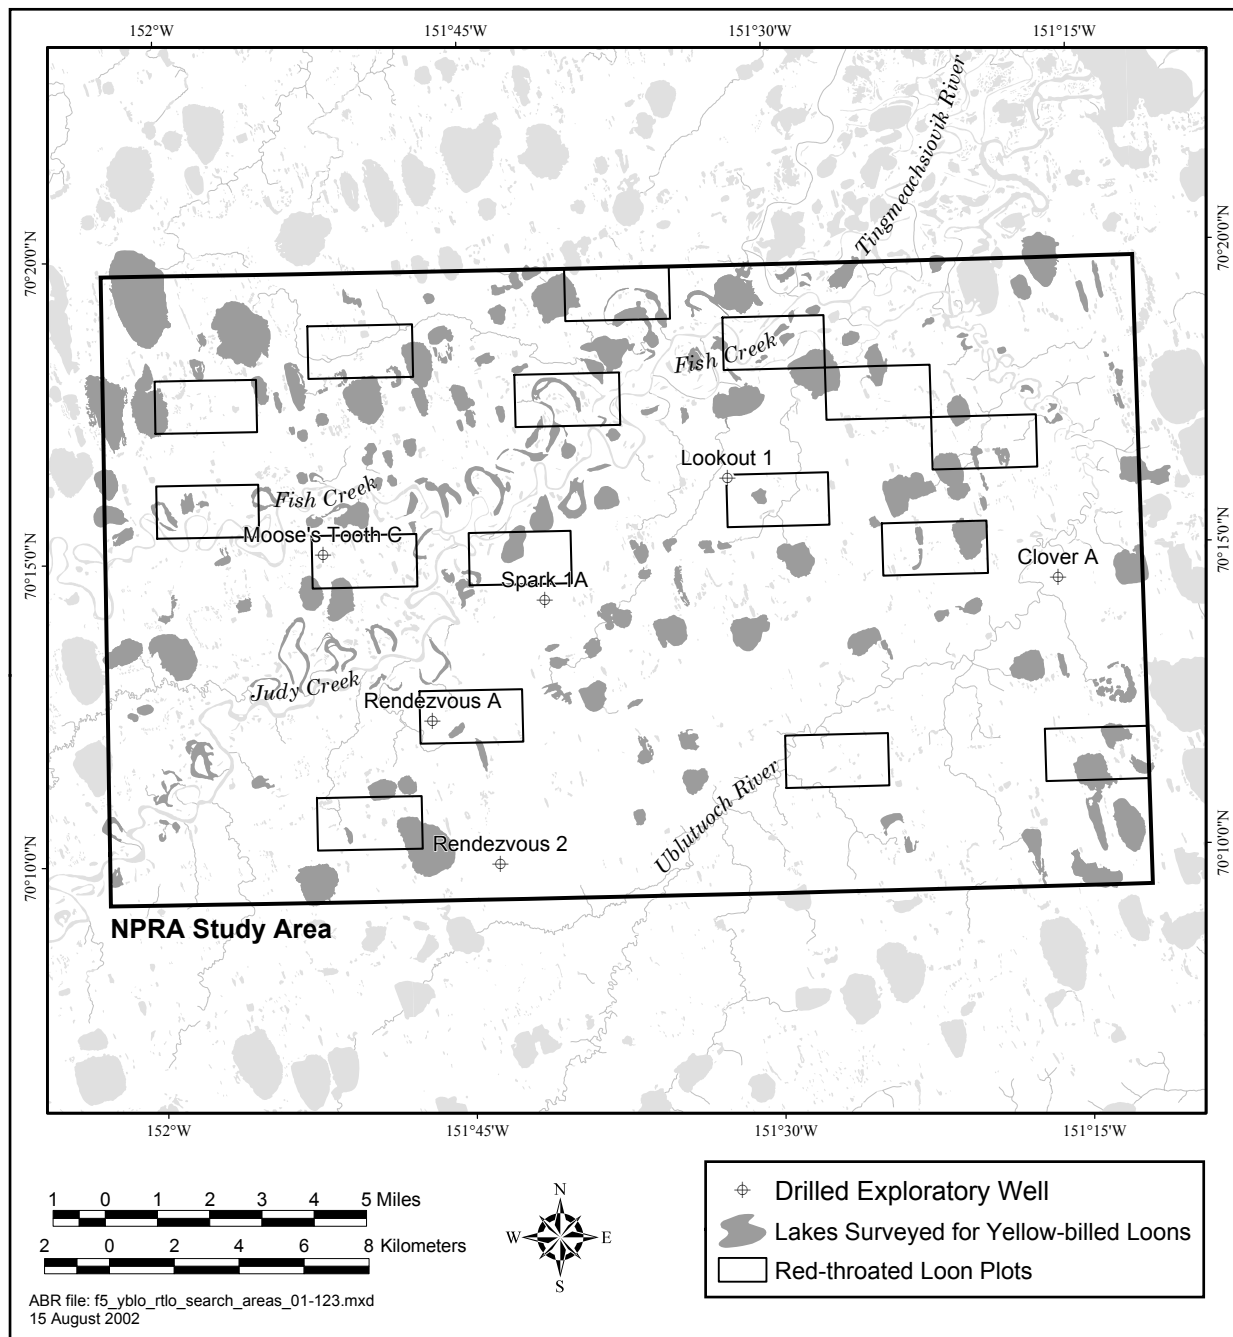 152°W 151°45'W 151°30'W 151°15'W
Tingmeachsiovik River
70°20'0"N 70°20'0"N
Fish Creek
Lookout 1
Fish Creek
Moose's Tooth C
70°15'0"N 70°15'0"N
Clover A
Spark 1A
Judy Creek
Rendezvous A
Ublutuoch River
Rendezvous 2
70°10'0"N 70°10'0"N
NPRA Study Area
152°W 151°45'W 151°30'W 151°15'W
1 0 1 2 3 4 5 Miles
2 0 2 4 6 8 Kilometers
N
W E
S
Drilled Exploratory Well
Lakes Surveyed for Yellow-billed Loons
Red-throated Loon Plots
ABR file: f5_yblo_rtlo_search_areas_01-123.mxd
15 August 2002